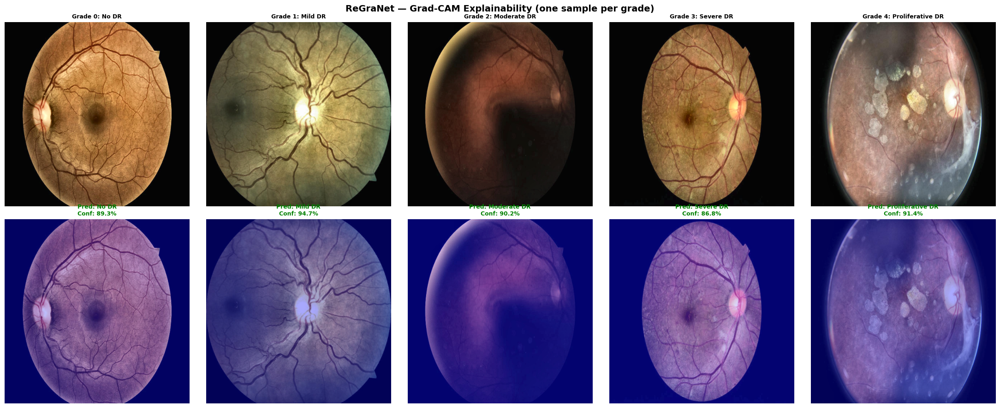 ReGraNet — Grad-CAM Explainability (one sample per grade)
Grade 0: No DR
Grade 1: Mild DR
Grade 2: Moderate DR
Grade 3: Severe DR
Grade 4: Proliferative DR
Pred: No DR
Conf: 89.3%
Pred: Mild DR
Conf: 94.7%
Pred: Moderate DR
Conf: 90.2%
Pred: Severe DR
Conf: 86.8%
Pred: Proliferative DR
Conf: 91.4%